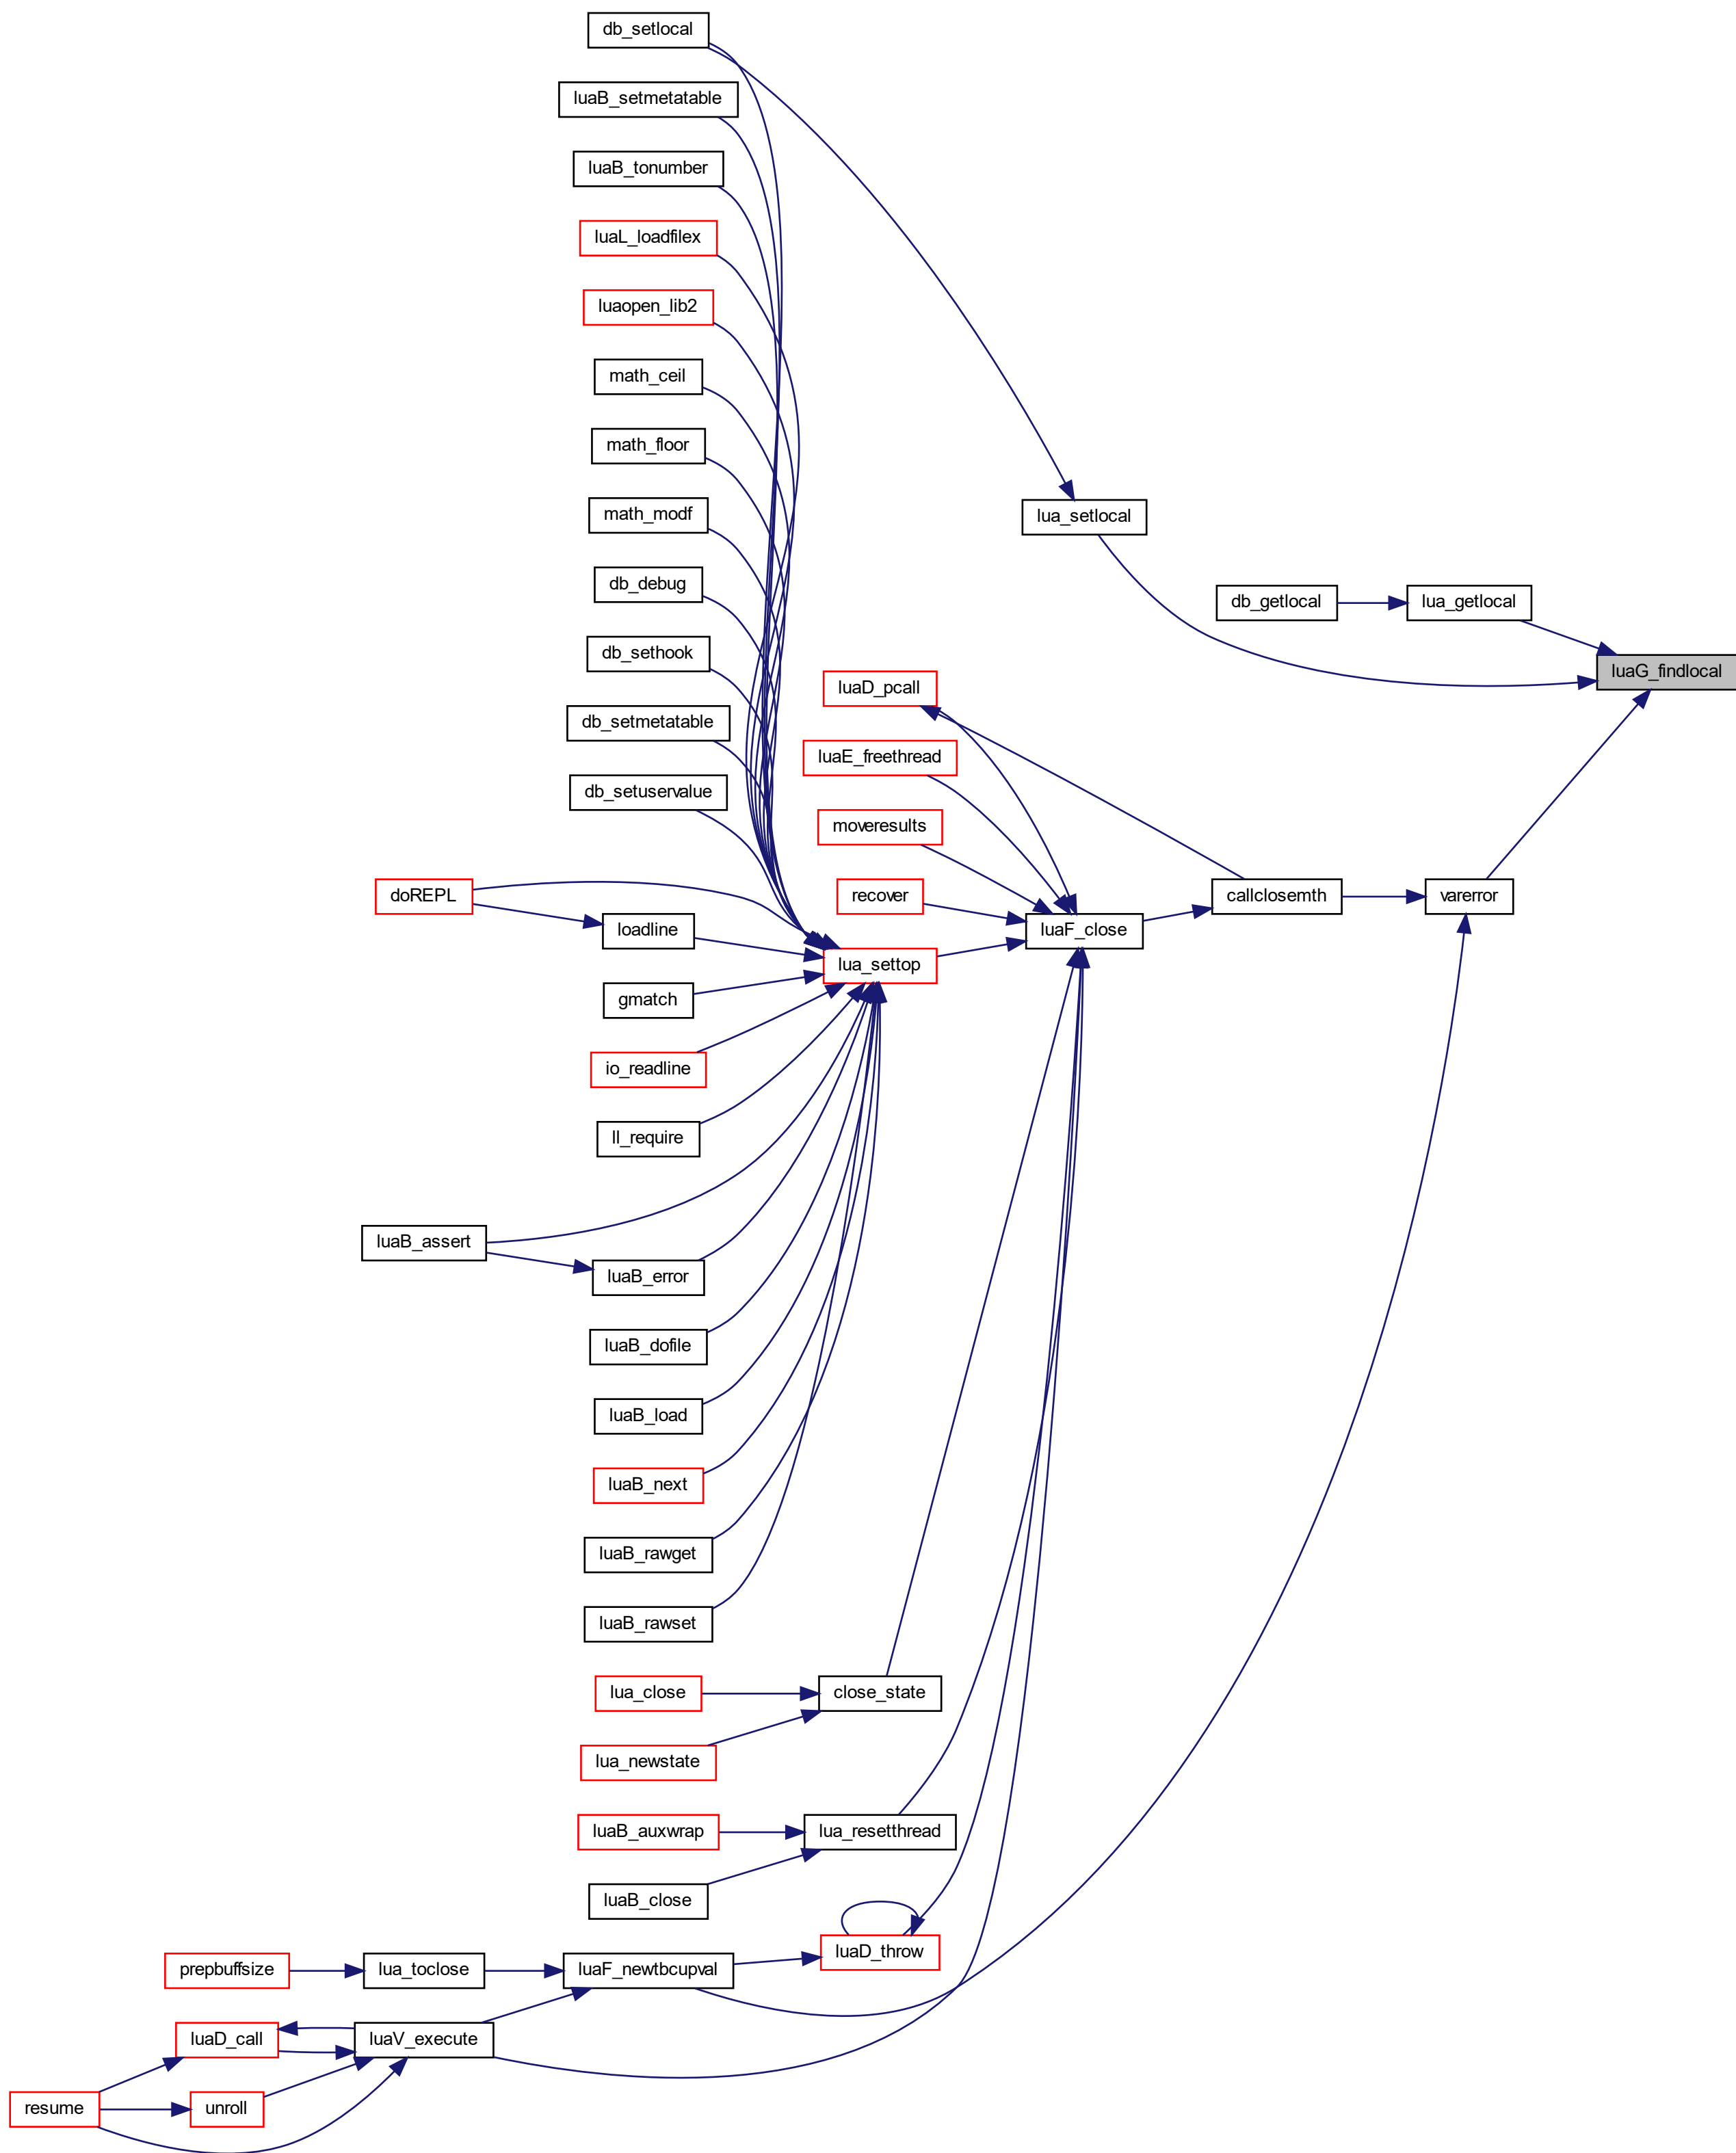 db_setlocal
luaB_setmetatable
luaB_tonumber
luaL_loadfilex
luaopen_lib2
math_ceil
math_floor
math_modf
lua_setlocal
db_debug
db_getlocal
lua_getlocal
db_sethook
luaG_findlocal
luaD_pcall
db_setmetatable
luaE_freethread
db_setuservalue
moveresults
doREPL
recover
callclosemth
varerror
loadline
luaF_close
lua_settop
gmatch
io_readline
ll_require
luaB_assert
luaB_error
luaB_dofile
luaB_load
luaB_next
luaB_rawget
luaB_rawset
lua_close
close_state
lua_newstate
luaB_auxwrap
lua_resetthread
luaB_close
luaD_throw
prepbuffsize
lua_toclose
luaF_newtbcupval
luaD_call
luaV_execute
resume
unroll